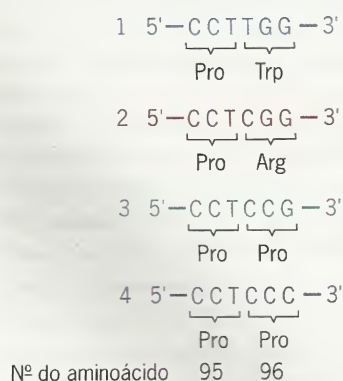 1 5'–CCTTGG–3'
Pro Trp
2 5'–CCTCGG–3'
Pro Arg
3 5'–CCTCCG–3'
Pro Pro
4 5'–CCTCCC–3'
Pro Pro
Nº do aminoácido 95 96